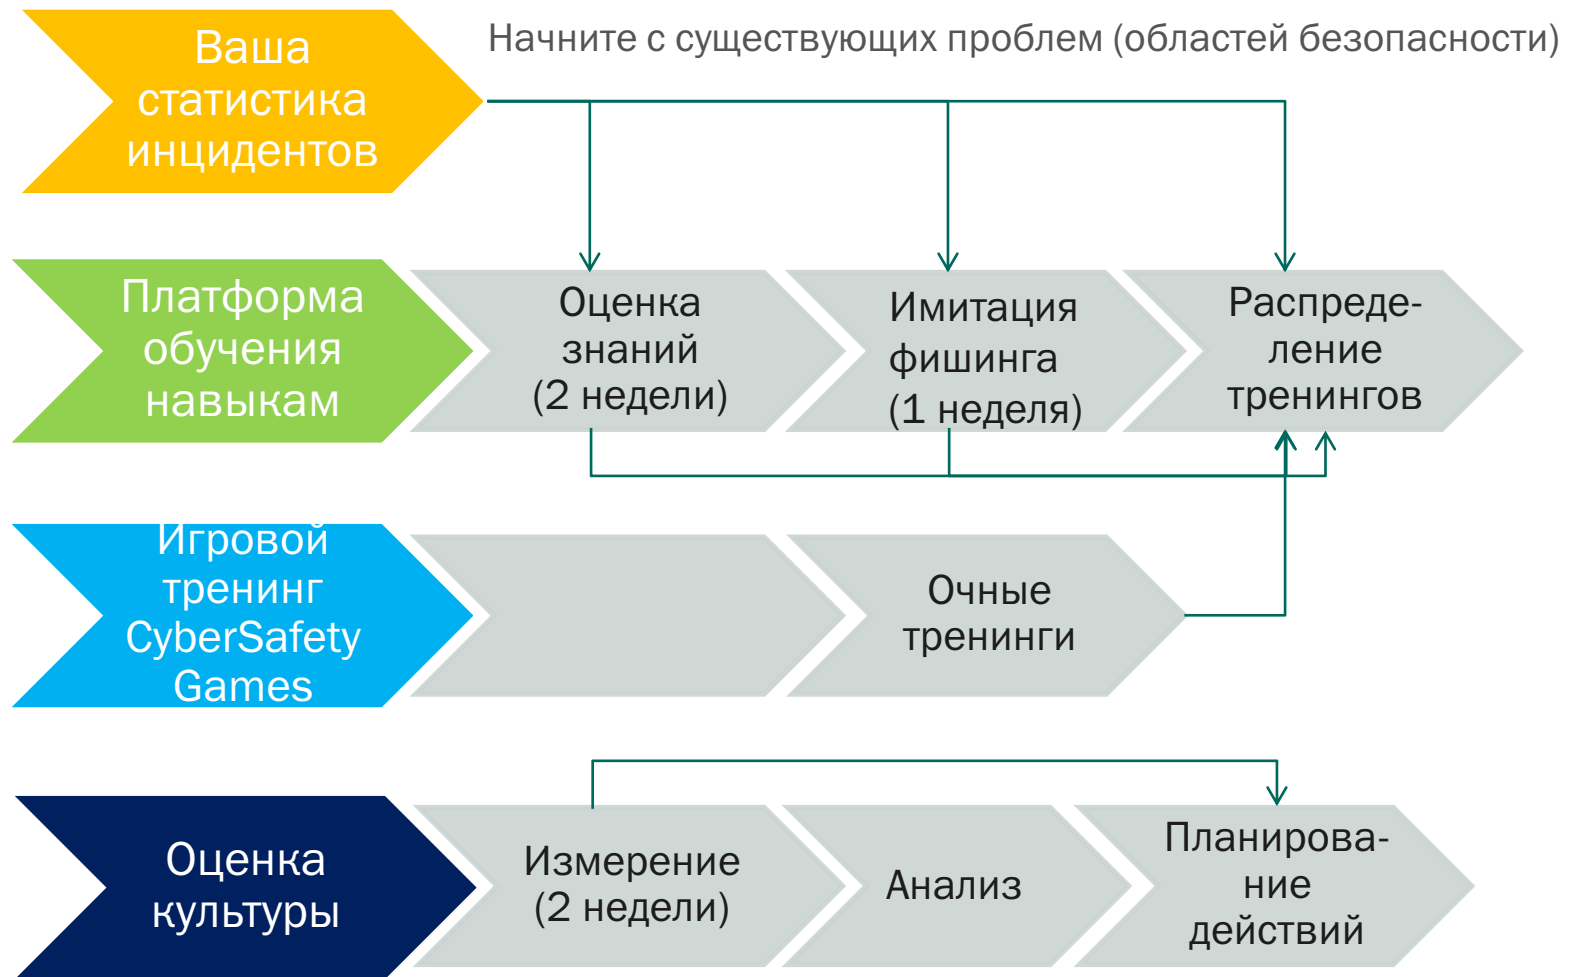 Ваша
статистика
инцидентов
Начните с существующих проблем (областей безопасности)
Платформа
обучения
навыкам
Оценка
знаний
(2 недели)
Имитация
фишинга
(1 неделя)
Распреде-
ление
тренингов
Игровой
тренинг
CyberSafety
Games
Очные
тренинги
Оценка
культуры
Измерение
(2 недели)
Анализ
Планирова-
ние
действий